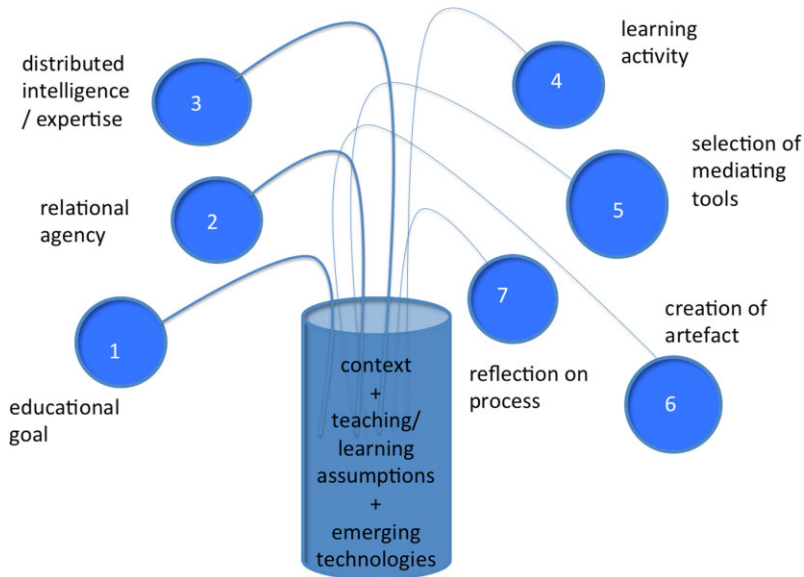 distributed
intelligence
/ expertise
3
relational
agency
2
1
educational
goal
learning
activity
4
selection of
mediating
tools
5
7
reflection on
process
creation of
artefact
6
context
+
teaching/
learning
assumptions
+
emerging
technologies